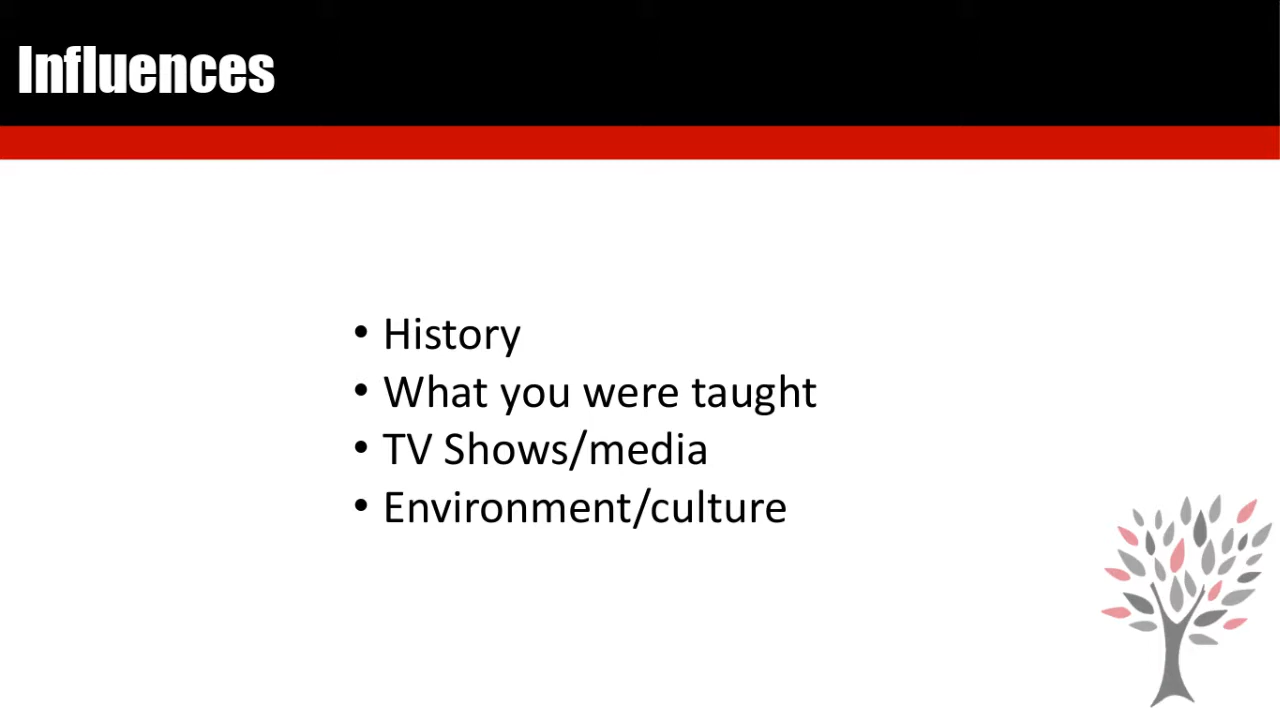 Influences
• History
• What you were taught
• TV Shows/media
• Environment/culture